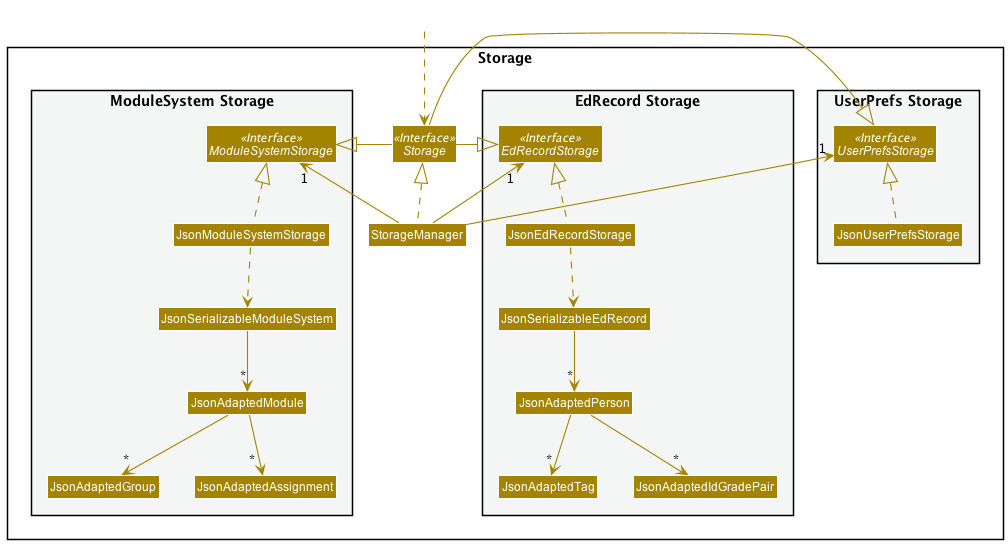 Storage
ModuleSystem Storage
EdRecord Storage
UserPrefs Storage
«Interface»
ModuleSystemStorage
«Interface»
Storage
«Interface»
EdRecordStorage
«Interface»
UserPrefsStorage
1
1
1
JsonModuleSystemStorage
StorageManager
JsonEdRecordStorage
JsonUserPrefsStorage
JsonSerializableModuleSystem
JsonSerializableEdRecord
*
*
JsonAdaptedModule
JsonAdaptedPerson
*
*
*
*
JsonAdaptedGroup
JsonAdaptedAssignment
JsonAdaptedTag
JsonAdaptedIdGradePair